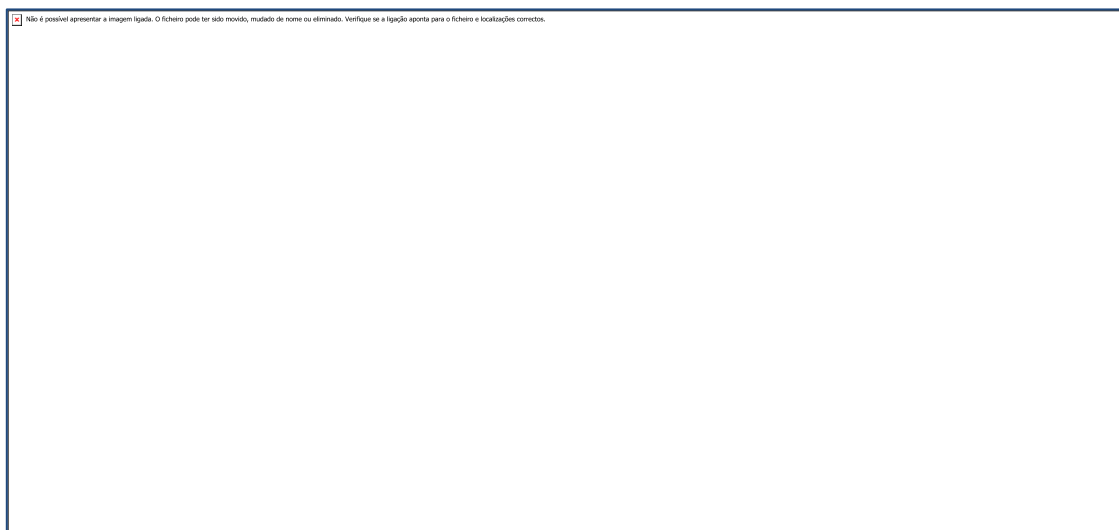 Não é possível apresentar a imagem ligada. O ficheiro pode ter sido movido, mudado de nome ou eliminado. Verifique se a ligação aponta para o ficheiro e localizações correctos.